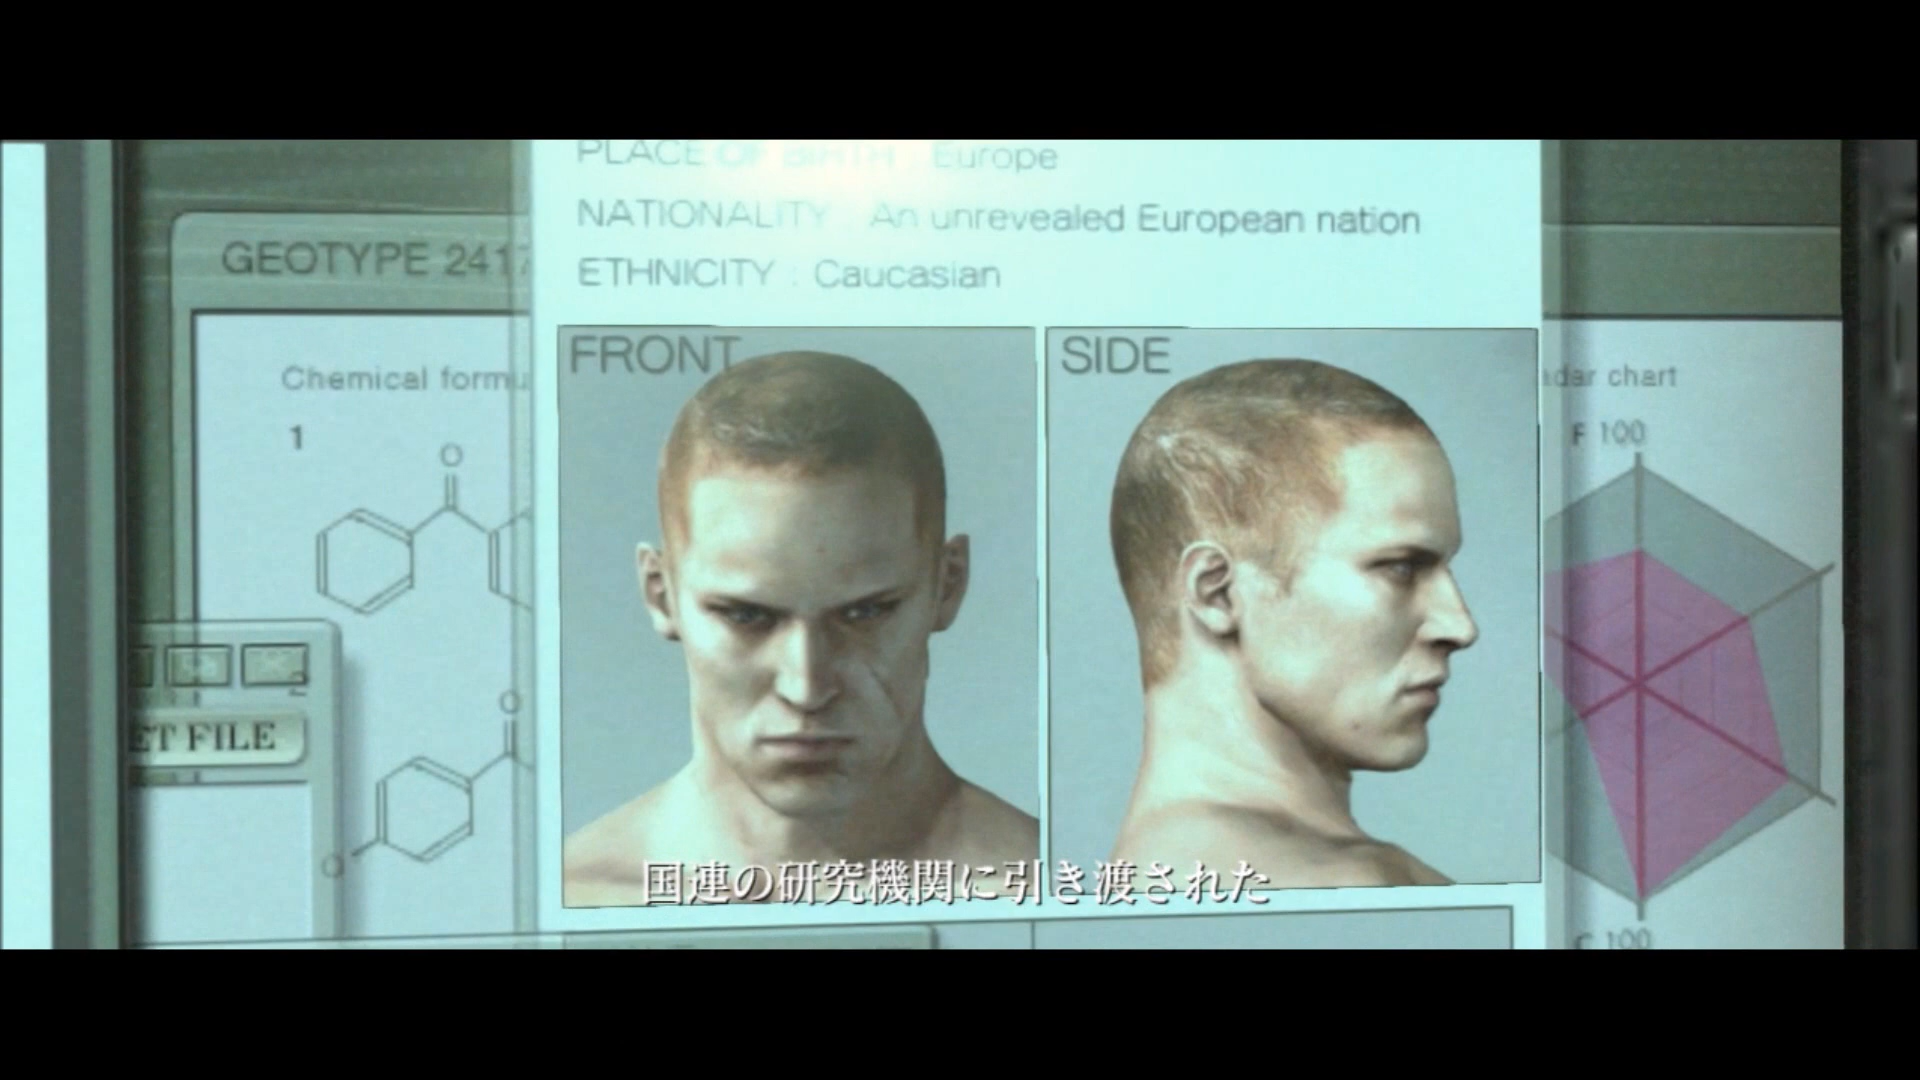 PLACE OF BIRTH : Europe
NATIONALITY : An unrevealed European nation
ETHNICITY : Caucasian
GEOTYPE 2417
FRONT
SIDE
Chemical formu
1
O
O
O
ET FILE
adar chart
F 100
C 100
国連の研究機関に引き渡された